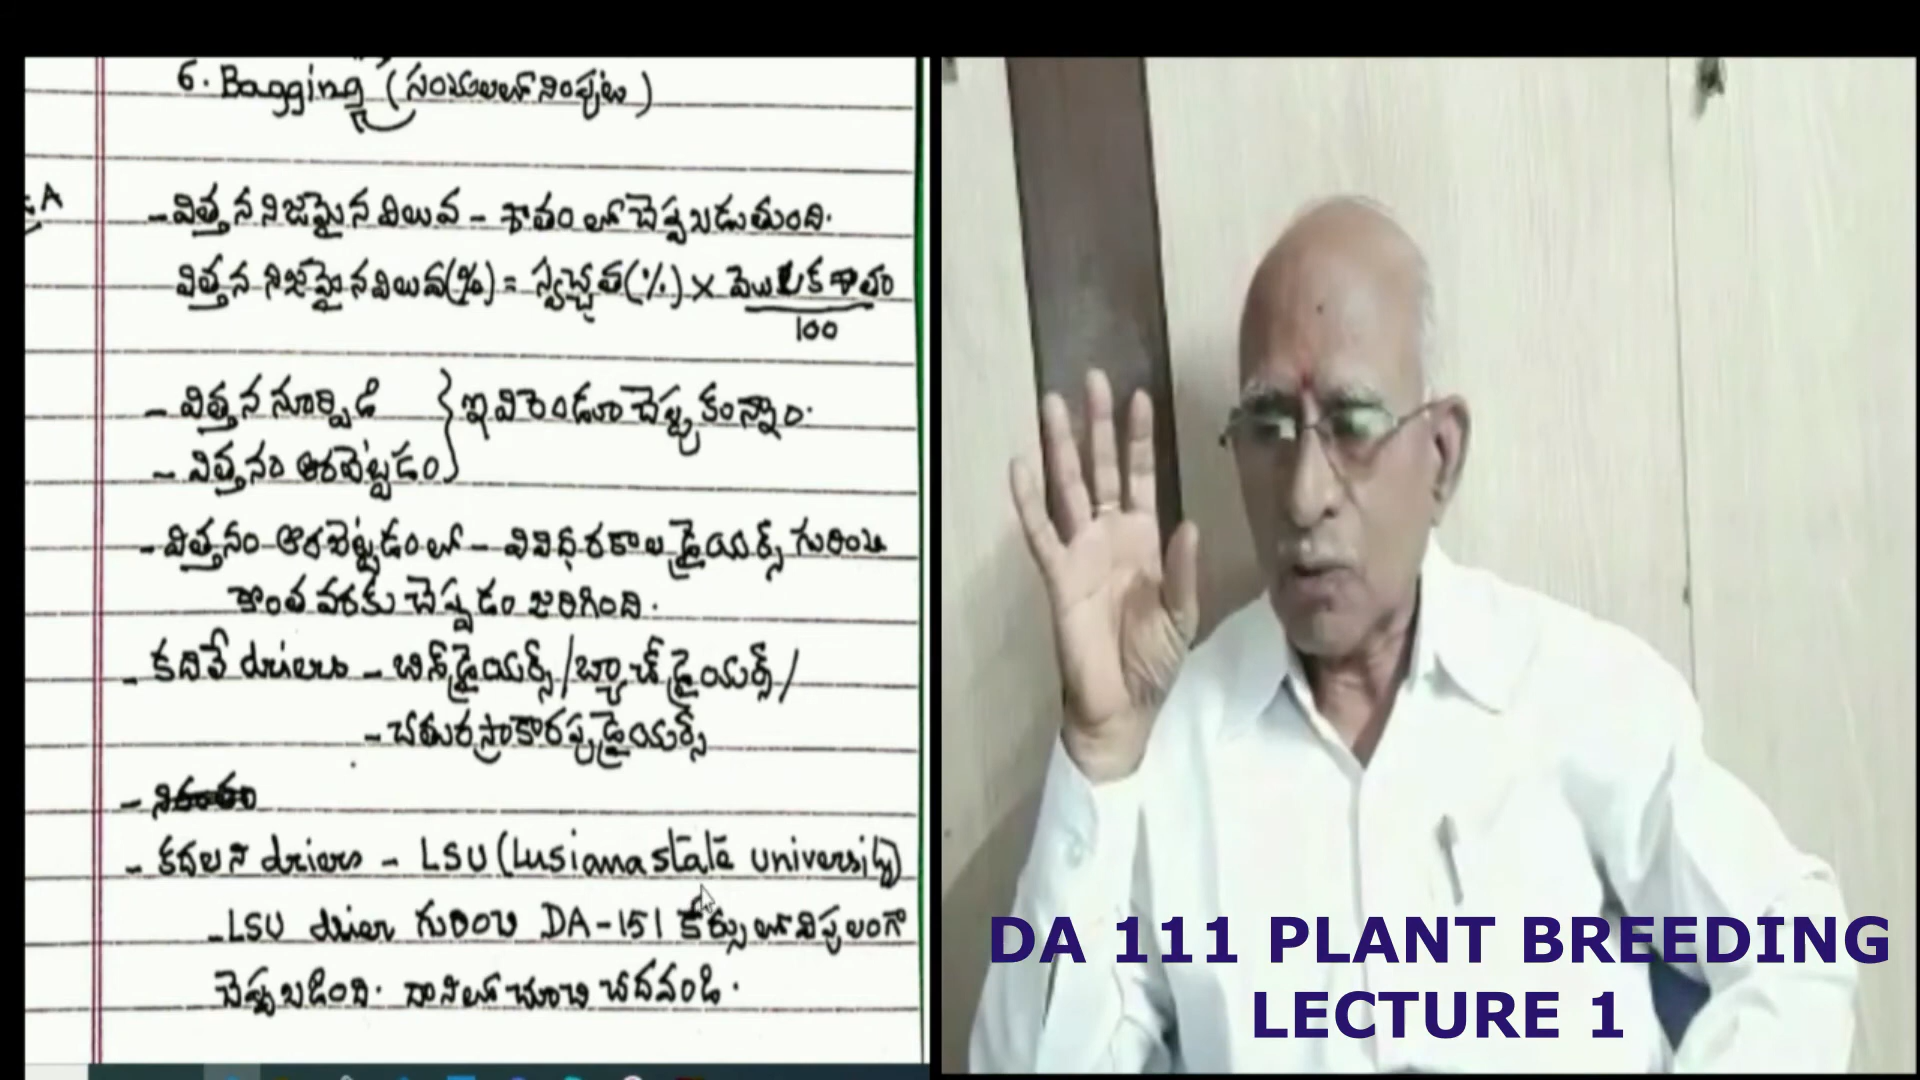 6. Bagging (సంచులలో నింపుట)
A
- విత్తన నిజమైన విలువ - శాతంలో చెప్పబడుతుంది.
విత్తన నిజమైన విలువ(%) = స్వచ్ఛత(%) × మొలక శాతం
100
- విత్తన నూర్పిడి } ఇవి రెండూ చెప్పుకున్నాం.
- విత్తనం ఆరబెట్టడం
- విత్తనం ఆరబెట్టడంలో - వివిధ రకాల డ్రైయర్స్ గురించి
కొంత వరకు చెప్పడం జరిగింది.
- కదిలే driers - బిన్ డ్రైయర్స్/బ్యాచ్ డ్రైయర్స్/
- చతురస్రాకారపు డ్రైయర్స్
- కదలని driers - LSU (Lusiana state university)
- LSU drier గురించి DA-151 కోర్సులో విపులంగా
చెప్పబడింది. దానిలో చూచి చదవండి.
DA 111 PLANT BREEDING
LECTURE 1